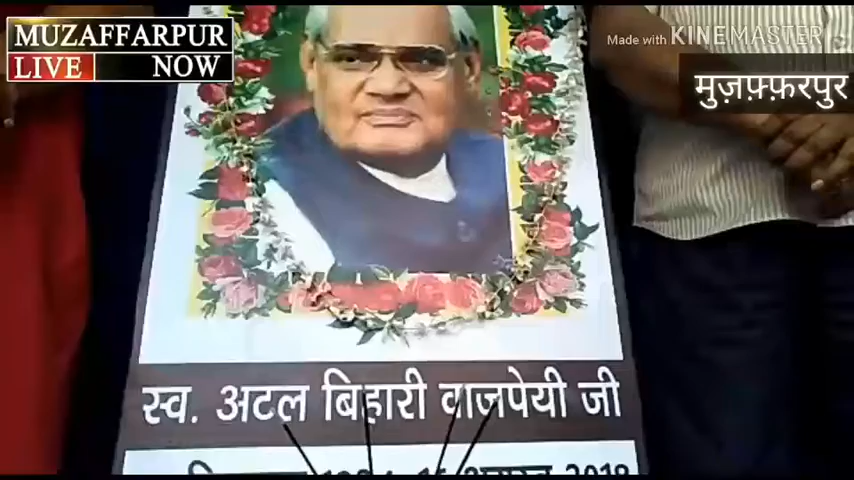 MUZAFFARPUR
LIVE NOW
Made with KINEMASTER
मुज़फ़्फ़रपुर
स्व. अटल बिहारी वाजपेयी जी